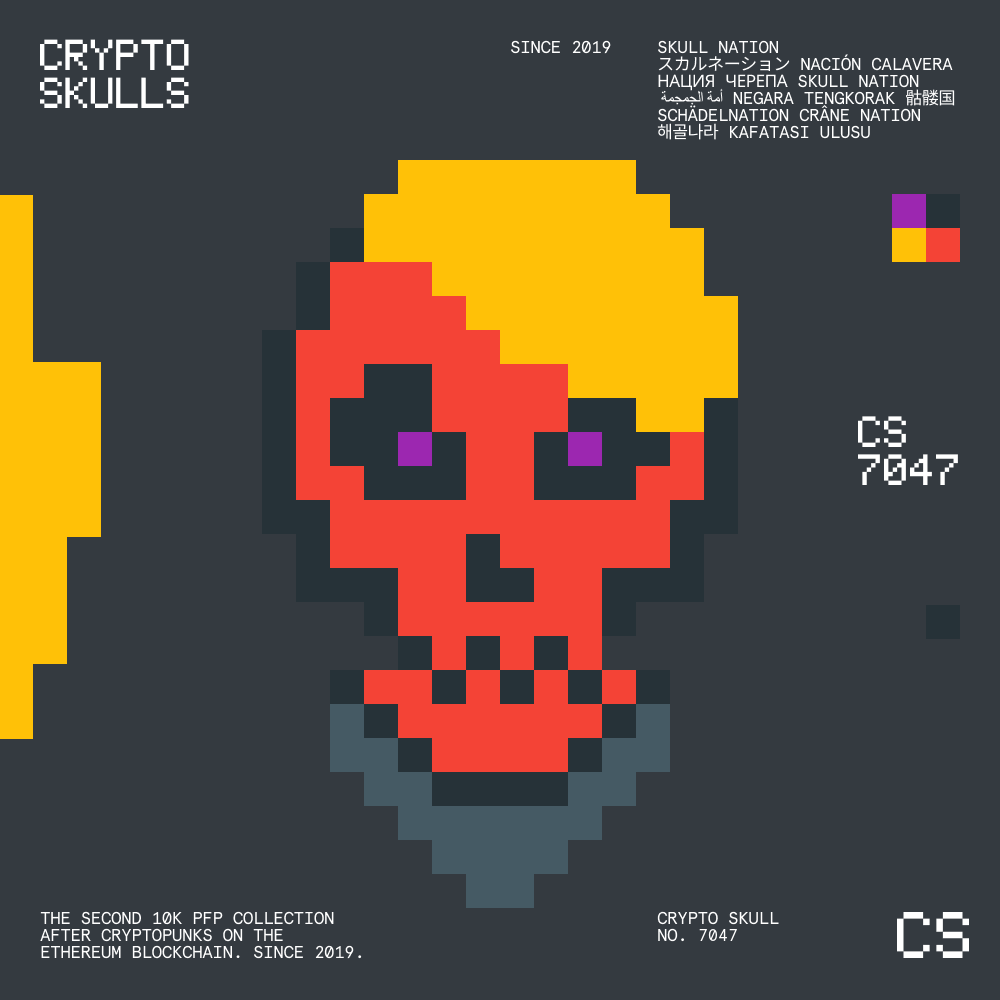 CRYPTO
SKULLS
SINCE 2019
SKULL NATION
スカルネーション NACIÓN CALAVERA
НАЦИЯ ЧЕРЕПА SKULL NATION
أمة الجمجمة NEGARA TENGKORAK 骷髅国
SCHÄDELNATION CRÂNE NATION
해골나라 KAFATASI ULUSU
CS
7047
THE SECOND 10K PFP COLLECTION
AFTER CRYPTOPUNKS ON THE
ETHEREUM BLOCKCHAIN. SINCE 2019.
CRYPTO SKULL
NO. 7047
CS